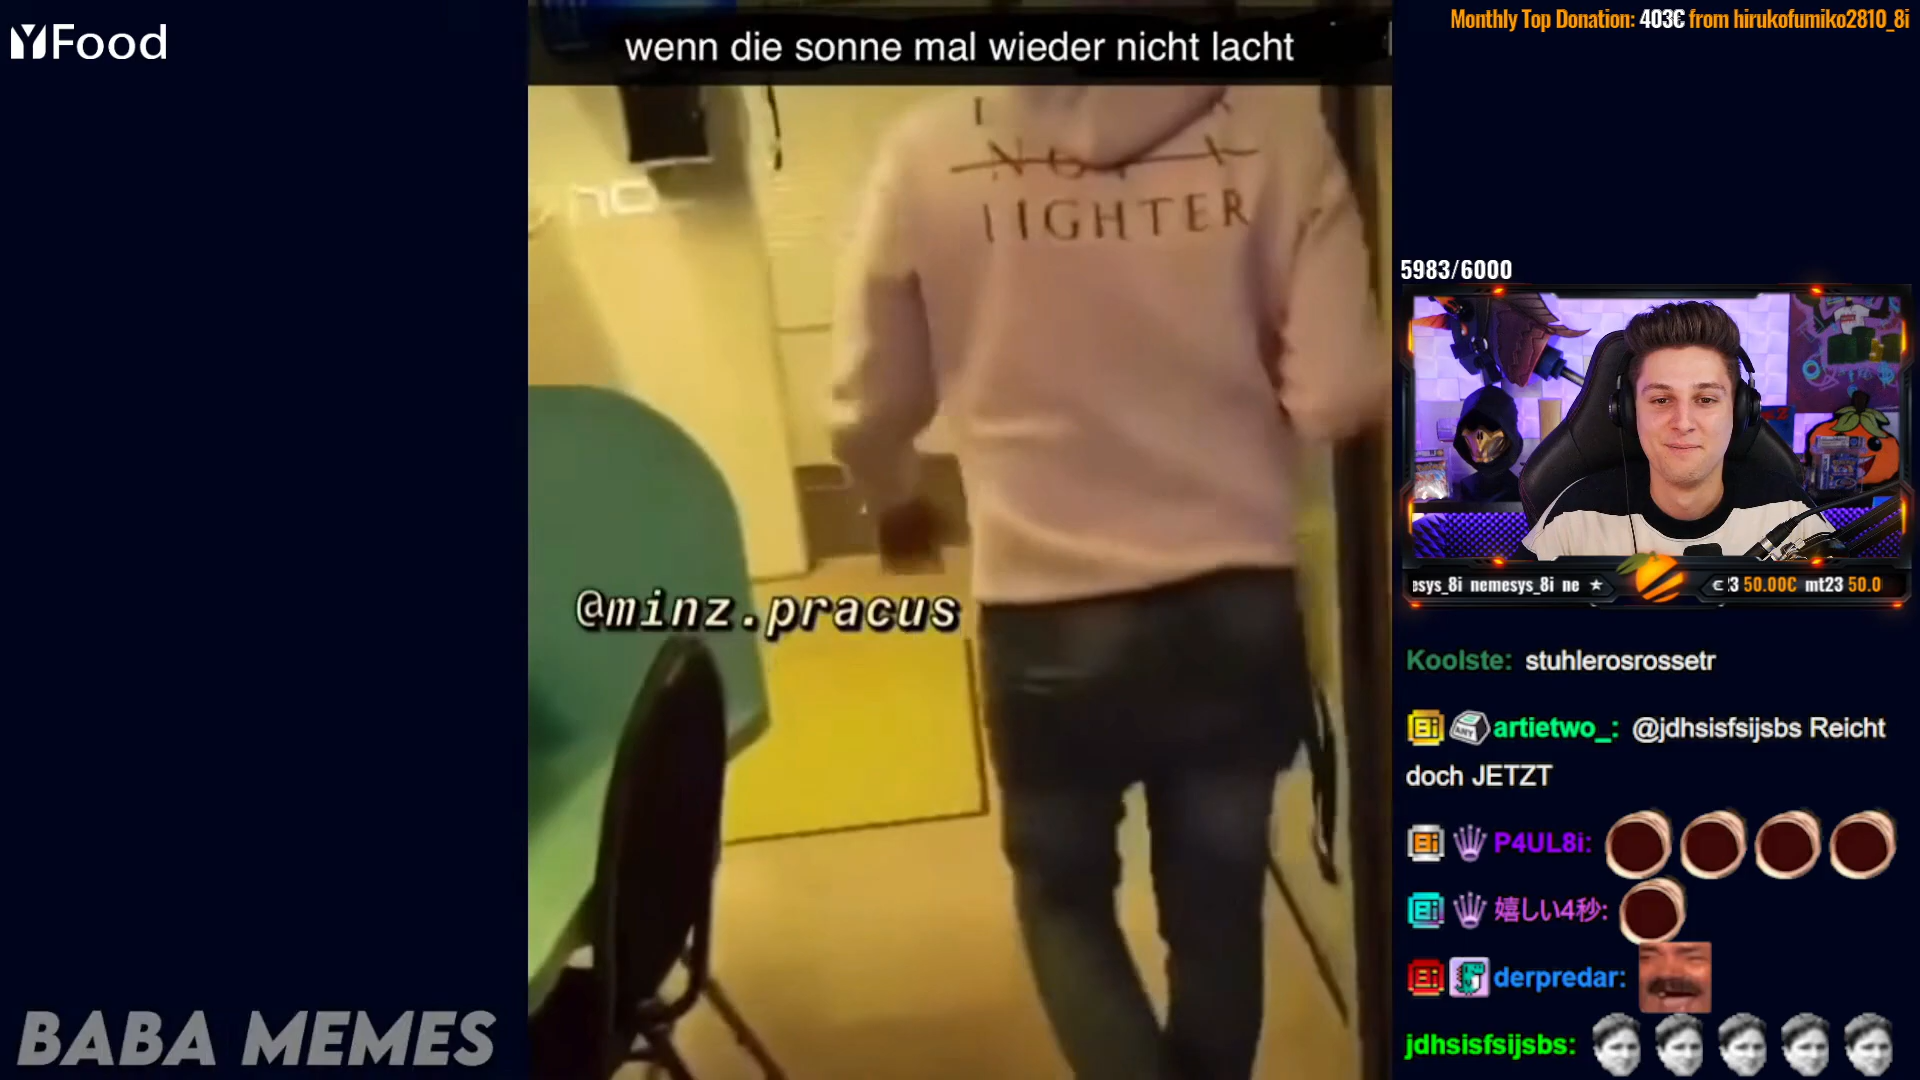 YFood
wenn die sonne mal wieder nicht lacht
Monthly Top Donation: 403€ from hirukofumiko2810_8i
@minz.pracus
BABA MEMES
5983/6000
esys_8i nemesys_8i ne
50.00€ mt23 50.0
Koolste: stuhlerosrossetr
artietwo_: @jdhsisfsijsbs Reicht
doch JETZT
P4UL8i:
嬉しい4秒:
derpredar:
jdhsisfsijsbs: